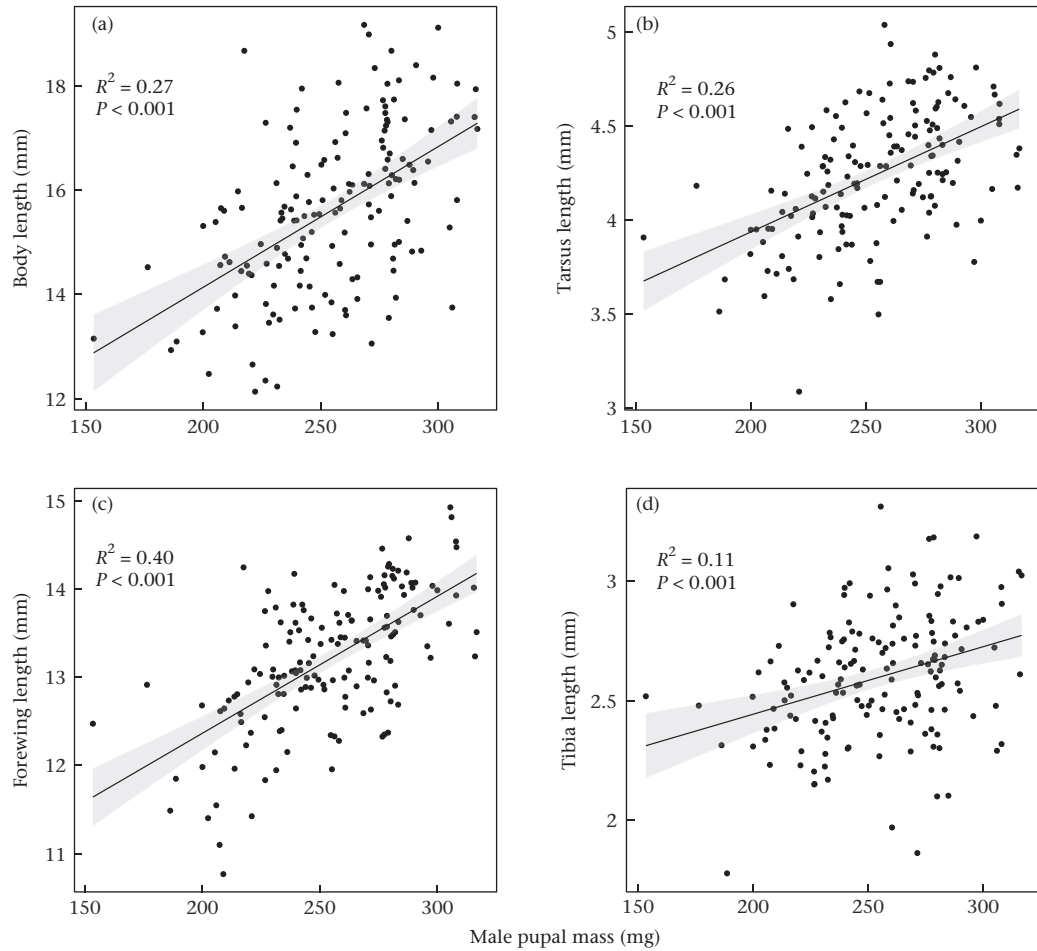 (a)
R² = 0.27
P < 0.001
Body length (mm)
18
16
14
12
150 200 250 300
(b)
R² = 0.26
P < 0.001
Tarsus length (mm)
5
4.5
4
3.5
3
150 200 250 300
(c)
R² = 0.40
P < 0.001
Forewing length (mm)
15
14
13
12
11
150 200 250 300
(d)
R² = 0.11
P < 0.001
Tibia length (mm)
3
2.5
2
150 200 250 300
Male pupal mass (mg)